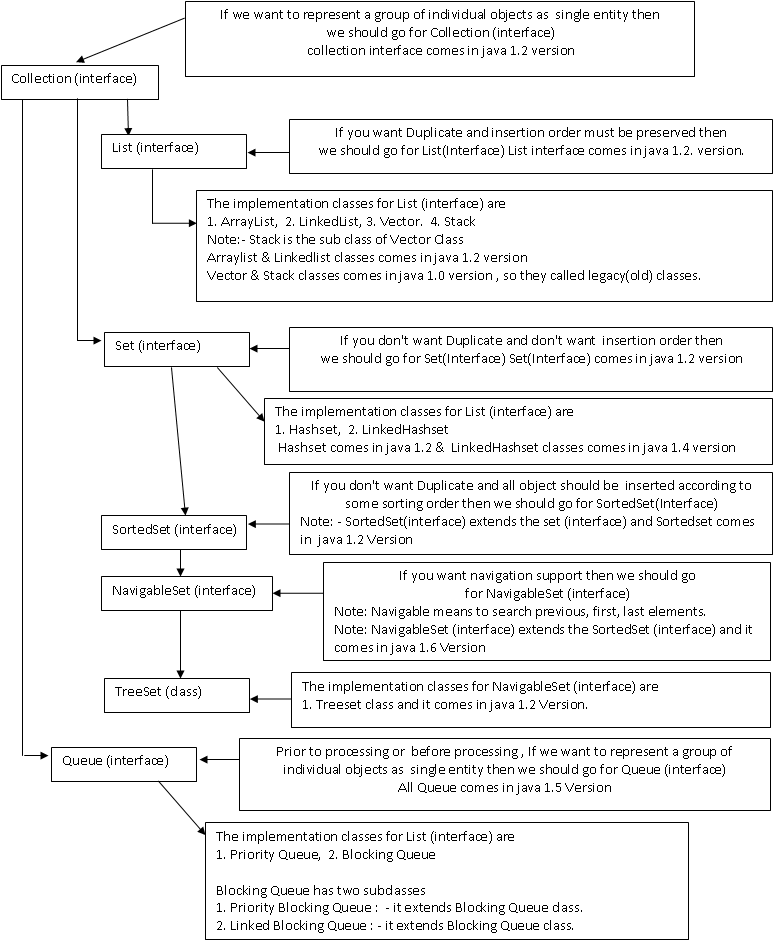 If we want to represent a group of individual objects as single entity then
we should go for Collection (interface)
collection interface comes in java 1.2 version
Collection (interface)
List (interface)
If you want Duplicate and insertion order must be preserved then
we should go for List(Interface) List interface comes in java 1.2. version.
The implementation classes for List (interface) are
1. ArrayList, 2. LinkedList, 3. Vector. 4. Stack
Note:- Stack is the sub class of Vector Class
Arraylist & Linkedlist classes comes in java 1.2 version
Vector & Stack classes comes in java 1.0 version , so they called legacy(old) classes.
Set (interface)
If you don't want Duplicate and don't want insertion order then
we should go for Set(Interface) Set(Interface) comes in java 1.2 version
The implementation classes for List (interface) are
1. Hashset, 2. LinkedHashset
Hashset comes in java 1.2 & LinkedHashset classes comes in java 1.4 version
If you don't want Duplicate and all object should be inserted according to
some sorting order then we should go for SortedSet(Interface)
Note: - SortedSet(interface) extends the set (interface) and Sortedset comes
in java 1.2 Version
SortedSet (interface)
NavigableSet (interface)
If you want navigation support then we should go
for NavigableSet (interface)
Note: Navigable means to search previous, first, last elements.
Note: NavigableSet (interface) extends the SortedSet (interface) and it
comes in java 1.6 Version
TreeSet (class)
The implementation classes for NavigableSet (interface) are
1. Treeset class and it comes in java 1.2 Version.
Queue (interface)
Prior to processing or before processing , If we want to represent a group of
individual objects as single entity then we should go for Queue (interface)
All Queue comes in java 1.5 Version
The implementation classes for List (interface) are
1. Priority Queue, 2. Blocking Queue
Blocking Queue has two subclasses
1. Priority Blocking Queue : - it extends Blocking Queue class.
2. Linked Blocking Queue : - it extends Blocking Queue class.